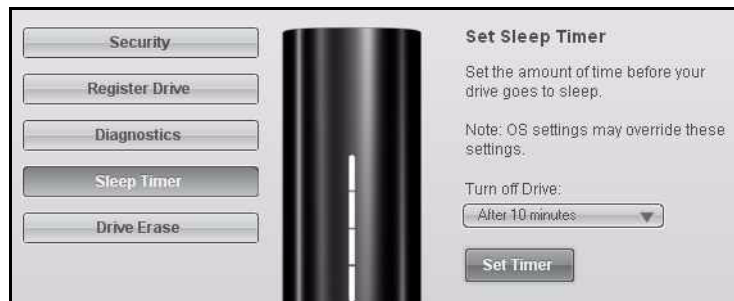 Security
Register Drive
Diagnostics
Sleep Timer
Drive Erase
Set Sleep Timer
Set the amount of time before your
drive goes to sleep.
Note: OS settings may override these
settings.
Turn off Drive:
After 10 minutes
Set Timer